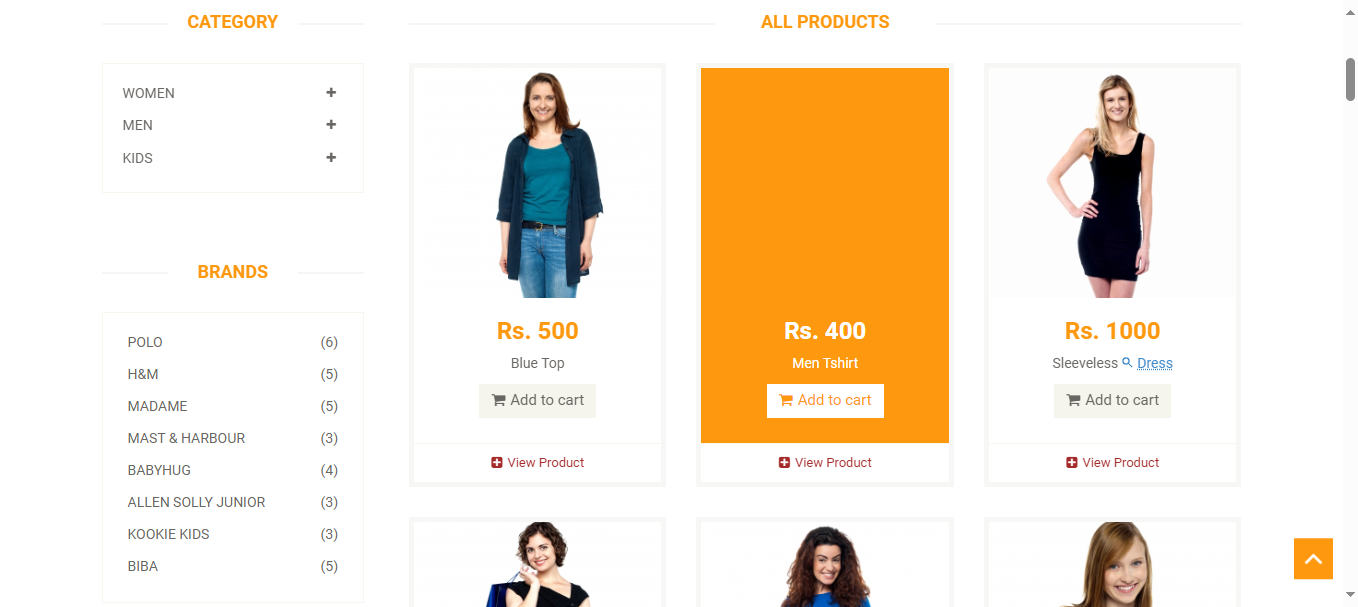 CATEGORY
WOMEN
MEN
KIDS
BRANDS
POLO (6)
H&M (5)
MADAME (5)
MAST & HARBOUR (3)
BABYHUG (4)
ALLEN SOLLY JUNIOR (3)
KOOKIE KIDS (3)
BIBA (5)
ALL PRODUCTS
Rs. 500
Blue Top
Add to cart
View Product
Rs. 400
Men Tshirt
Add to cart
View Product
Rs. 1000
Sleeveless Dress
Add to cart
View Product